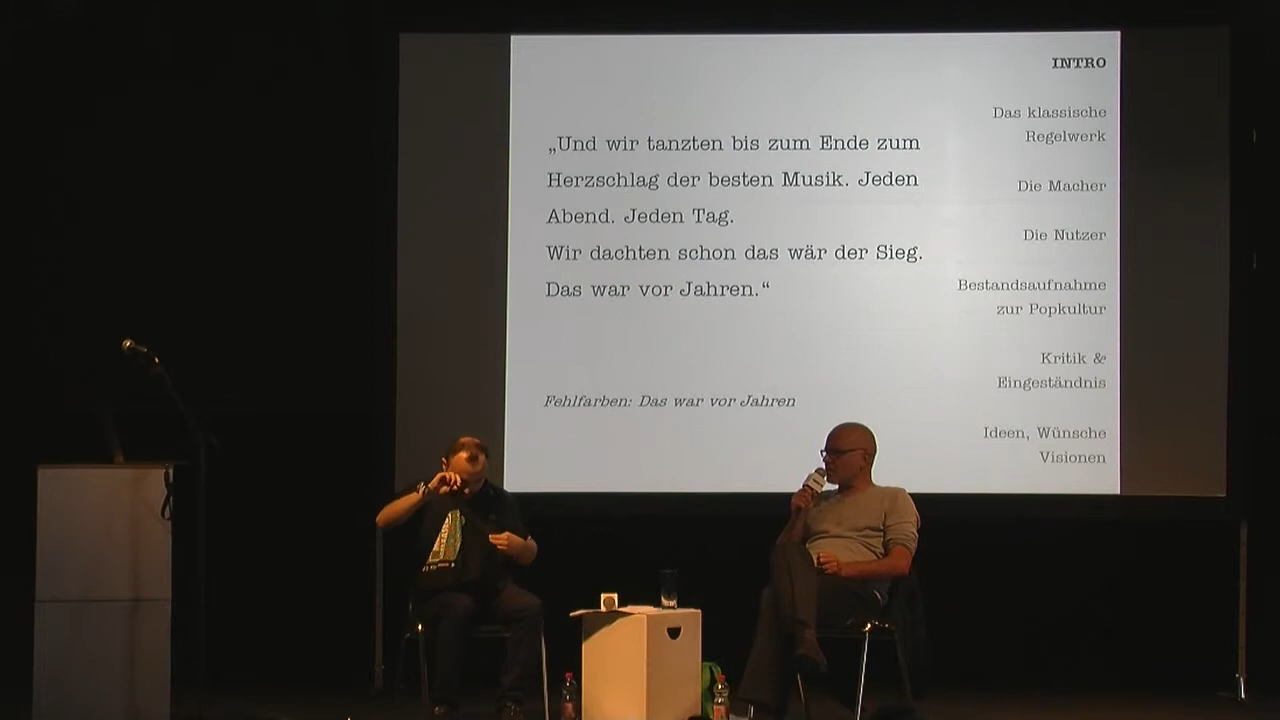 „Und wir tanzten bis zum Ende zum
Herzschlag der besten Musik. Jeden
Abend. Jeden Tag.
Wir dachten schon das wär der Sieg.
Das war vor Jahren.“
Fehlfarben: Das war vor Jahren
INTRO
Das klassische
Regelwerk
Die Macher
Die Nutzer
Bestandsaufnahme
zur Popkultur
Kritik &
Eingeständnis
Ideen, Wünsche
Visionen